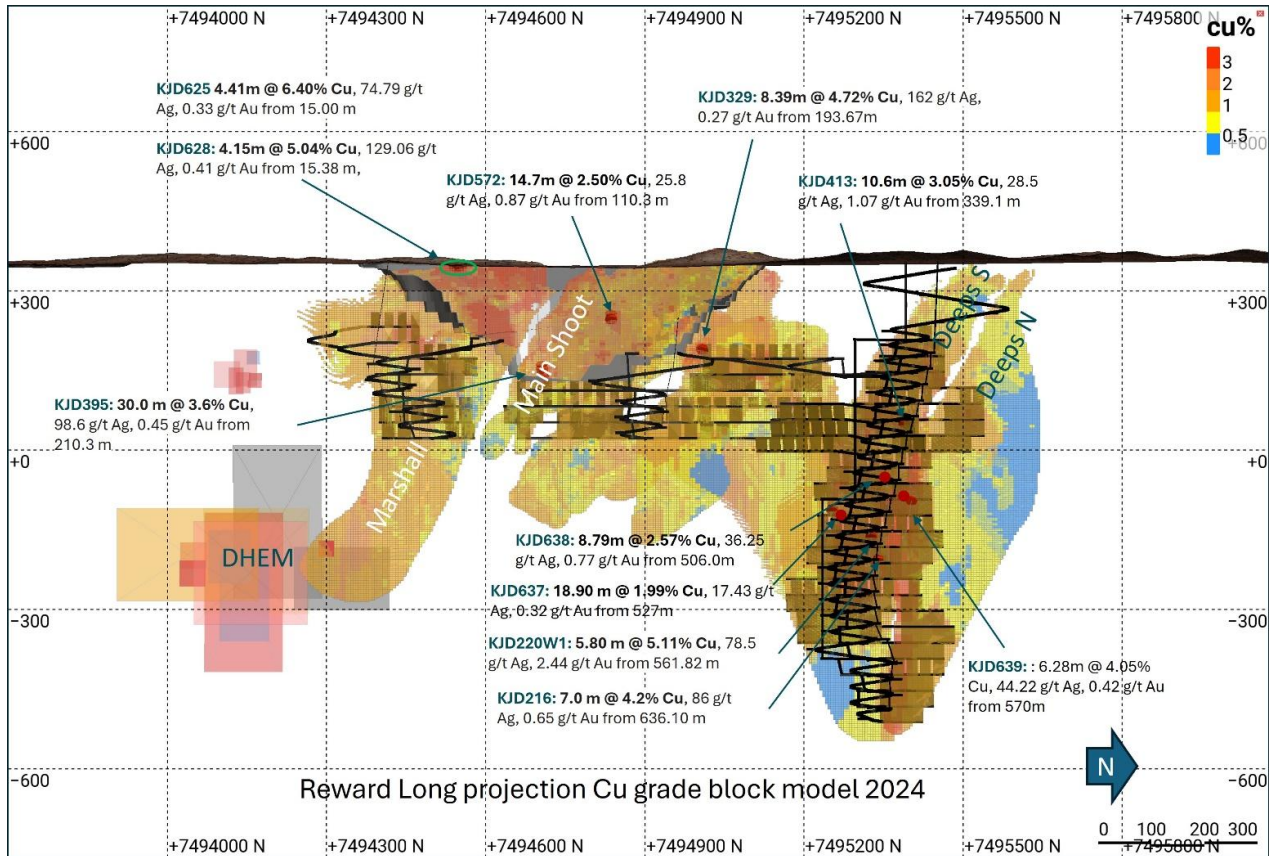 +7494000 N +7494300 N +7494600 N +7494900 N +7495200 N +7495500 N +7495800 N
cu%
3
2
1
0.5
KJD625 4.41m @ 6.40% Cu, 74.79 g/t
Ag, 0.33 g/t Au from 15.00 m
KJD628: 4.15m @ 5.04% Cu, 129.06 g/t
Ag, 0.41 g/t Au from 15.38 m,
KJD329: 8.39m @ 4.72% Cu, 162 g/t Ag,
0.27 g/t Au from 193.67m
KJD572: 14.7m @ 2.50% Cu, 25.8
g/t Ag, 0.87 g/t Au from 110.3 m
KJD413: 10.6m @ 3.05% Cu, 28.5
g/t Ag, 1.07 g/t Au from 339.1 m
+600 +600
+300 +300
Main Shoot
Deeps S
Deeps N
KJD395: 30.0 m @ 3.6% Cu,
98.6 g/t Ag, 0.45 g/t Au from
210.3 m
+0 +0
Marshall
DHEM
KJD638: 8.79m @ 2.57% Cu, 36.25
g/t Ag, 0.77 g/t Au from 506.0m
KJD637: 18.90 m @ 1.99% Cu, 17.43 g/t
Ag, 0.32 g/t Au from 527m
−300 −300
KJD220W1: 5.80 m @ 5.11% Cu, 78.5
g/t Ag, 2.44 g/t Au from 561.82 m
KJD216: 7.0 m @ 4.2% Cu, 86 g/t
Ag, 0.65 g/t Au from 636.10 m
KJD639: : 6.28m @ 4.05%
Cu, 44.22 g/t Ag, 0.42 g/t Au
from 570m
−600 −600
N
Reward Long projection Cu grade block model 2024
0 100 200 300
+7494000 N +7494300 N +7494600 N +7494900 N +7495200 N +7495500 N +7495800 N